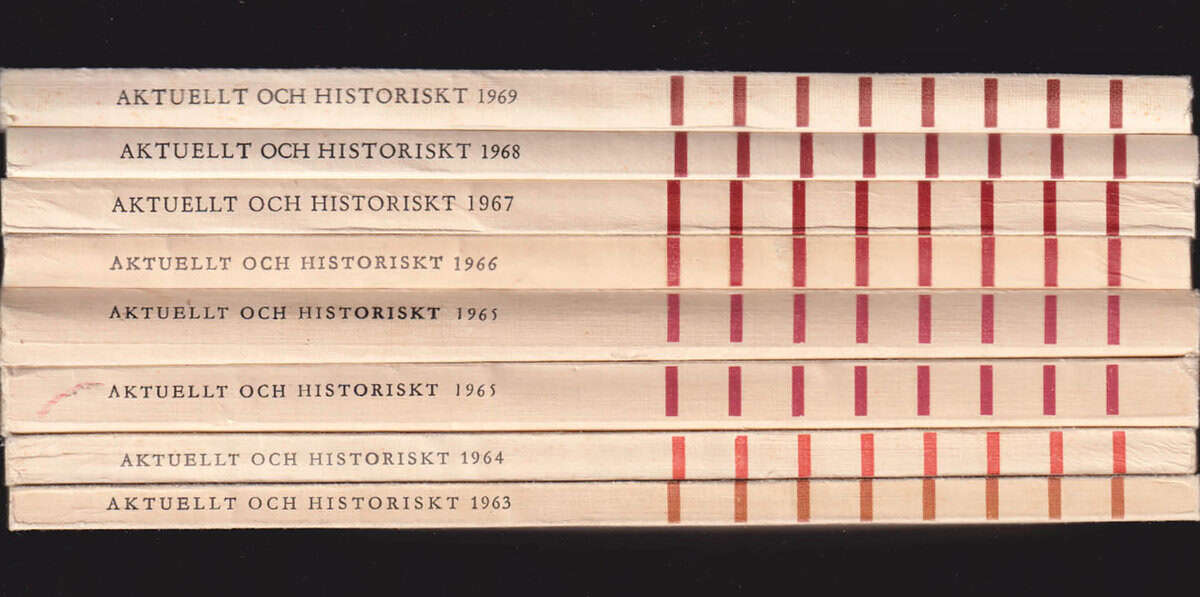 AKTUELLT OCH HISTORISKT 1969
AKTUELLT OCH HISTORISKT 1968
AKTUELLT OCH HISTORISKT 1967
AKTUELLT OCH HISTORISKT 1966
AKTUELLT OCH HISTORISKT 1965
AKTUELLT OCH HISTORISKT 1965
AKTUELLT OCH HISTORISKT 1964
AKTUELLT OCH HISTORISKT 1963